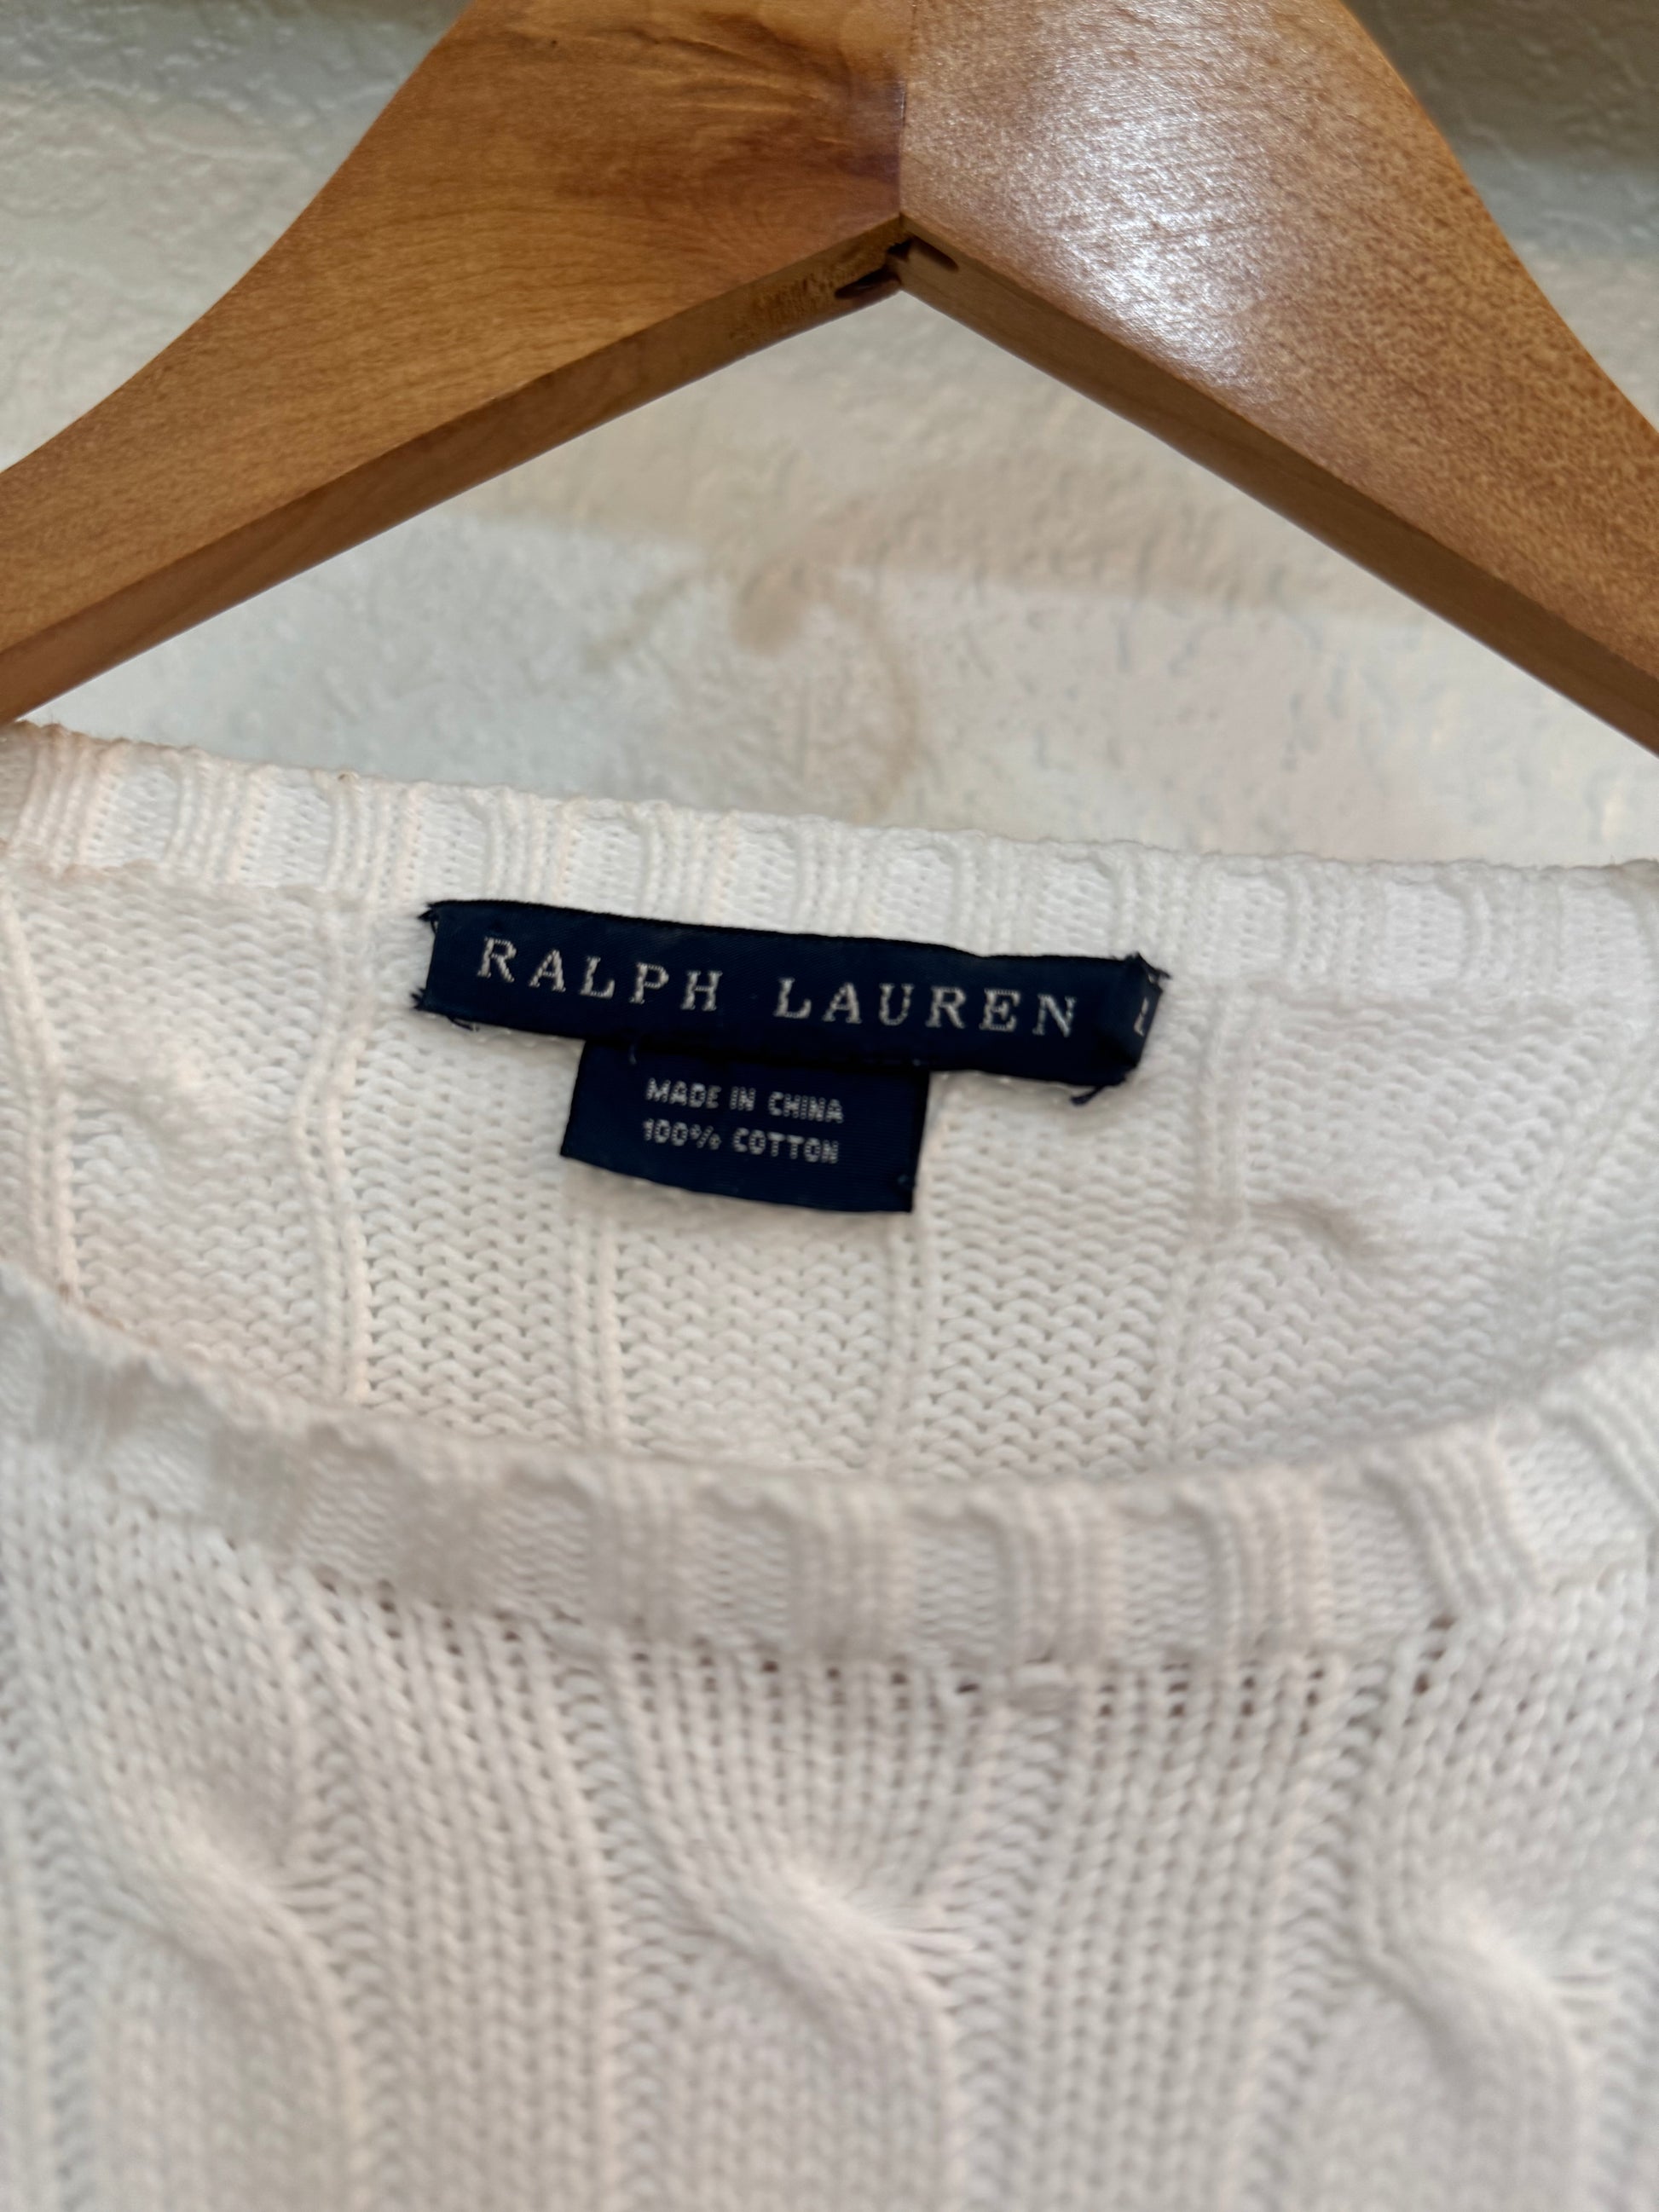 RALPH LAUREN
L
MADE IN CHINA
100% COTTON